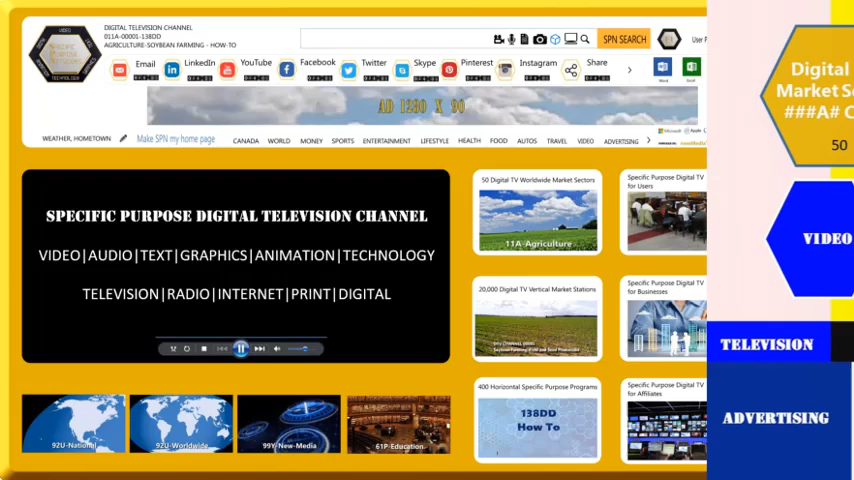 DIGITAL TELEVISION CHANNEL
011A-00001-138DD
AGRICULTURE-SOYBEAN FARMING - HOW-TO
VIDEO
TECHNOLOGY
SPN SEARCH
User P
Email
LinkedIn
YouTube
Facebook
Twitter
Skype
Pinterest
Instagram
Share
Word
Excel
AD 1280 X 90
WEATHER, HOMETOWN
Make SPN my home page
CANADA WORLD MONEY SPORTS ENTERTAINMENT LIFESTYLE HEALTH FOOD AUTOS TRAVEL VIDEO ADVERTISING
SPECIFIC PURPOSE DIGITAL TELEVISION CHANNEL
VIDEO|AUDIO|TEXT|GRAPHICS|ANIMATION|TECHNOLOGY
TELEVISION|RADIO|INTERNET|PRINT|DIGITAL
50 Digital TV Worldwide Market Sectors
11A-Agriculture
Specific Purpose Digital TV
for Users
20,000 Digital TV Vertical Market Stations
Specific Purpose Digital TV
for Businesses
400 Horizontal Specific Purpose Programs
138DD
How To
Specific Purpose Digital TV
for Affiliates
92U-National
92U-Worldwide
99Y-New-Media
61P-Education
Digital
Market Se
###A# C
50
VIDEO
TELEVISION
ADVERTISING